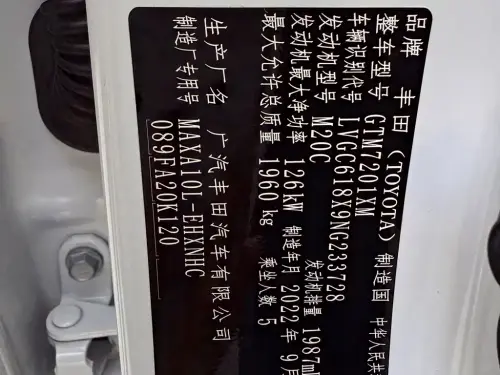 品牌 丰田 (TOYOTA) 制造国 中华人民共
整车型号 GTM7201XM
车辆识别代号 LVGC618X9NG233728
发动机型号 M20C 发动机排量 1987m
发动机最大净功率 126kW 制造年月 2022 年 9月
最大允许总质量 1960 kg 乘坐人数 5
生产厂名 广汽丰田汽车有限公司
制造厂专用号 MAXA10L-EHXNHC
089FA20K120